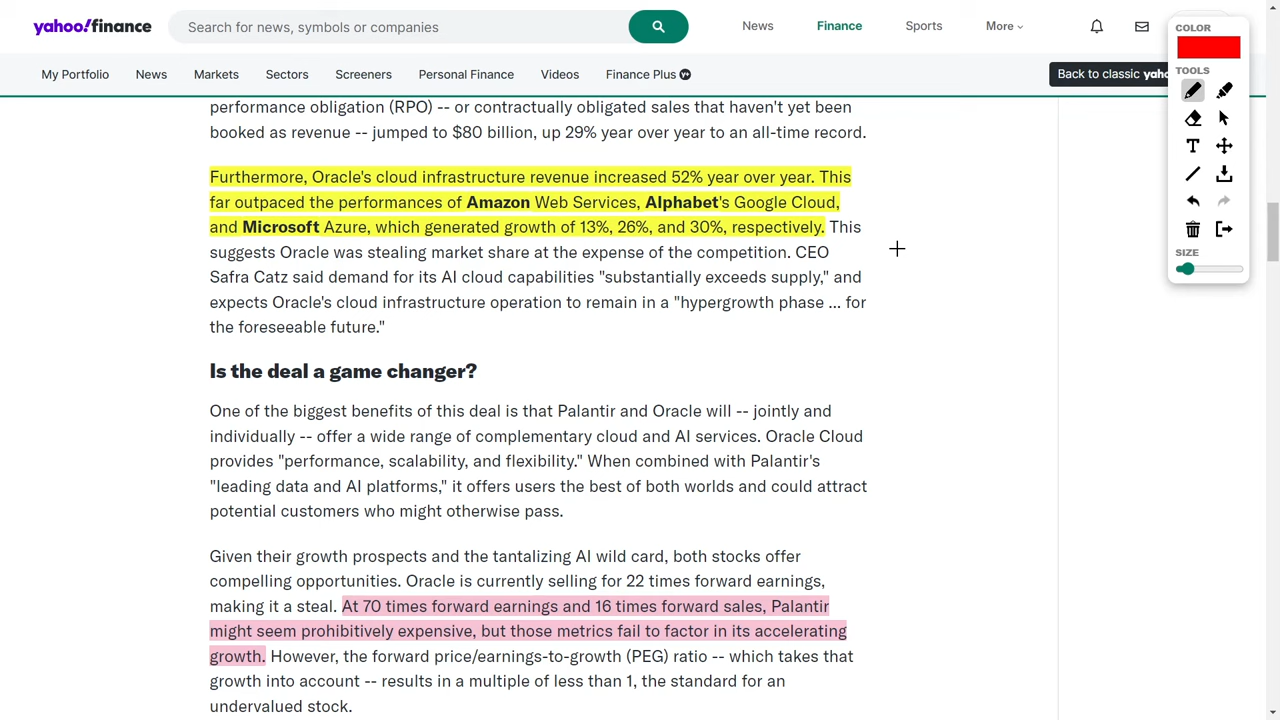 yahoo!finance
Search for news, symbols or companies
News
Finance
Sports
More
COLOR
My Portfolio
News
Markets
Sectors
Screeners
Personal Finance
Videos
Finance Plus
Back to classic yaho
TOOLS
T
SIZE
performance obligation (RPO) -- or contractually obligated sales that haven't yet been
booked as revenue -- jumped to $80 billion, up 29% year over year to an all-time record.
Furthermore, Oracle's cloud infrastructure revenue increased 52% year over year. This
far outpaced the performances of Amazon Web Services, Alphabet's Google Cloud,
and Microsoft Azure, which generated growth of 13%, 26%, and 30%, respectively. This
suggests Oracle was stealing market share at the expense of the competition. CEO
Safra Catz said demand for its AI cloud capabilities "substantially exceeds supply," and
expects Oracle's cloud infrastructure operation to remain in a "hypergrowth phase ... for
the foreseeable future."
Is the deal a game changer?
One of the biggest benefits of this deal is that Palantir and Oracle will -- jointly and
individually -- offer a wide range of complementary cloud and AI services. Oracle Cloud
provides "performance, scalability, and flexibility." When combined with Palantir's
"leading data and AI platforms," it offers users the best of both worlds and could attract
potential customers who might otherwise pass.
Given their growth prospects and the tantalizing AI wild card, both stocks offer
compelling opportunities. Oracle is currently selling for 22 times forward earnings,
making it a steal. At 70 times forward earnings and 16 times forward sales, Palantir
might seem prohibitively expensive, but those metrics fail to factor in its accelerating
growth. However, the forward price/earnings-to-growth (PEG) ratio -- which takes that
growth into account -- results in a multiple of less than 1, the standard for an
undervalued stock.